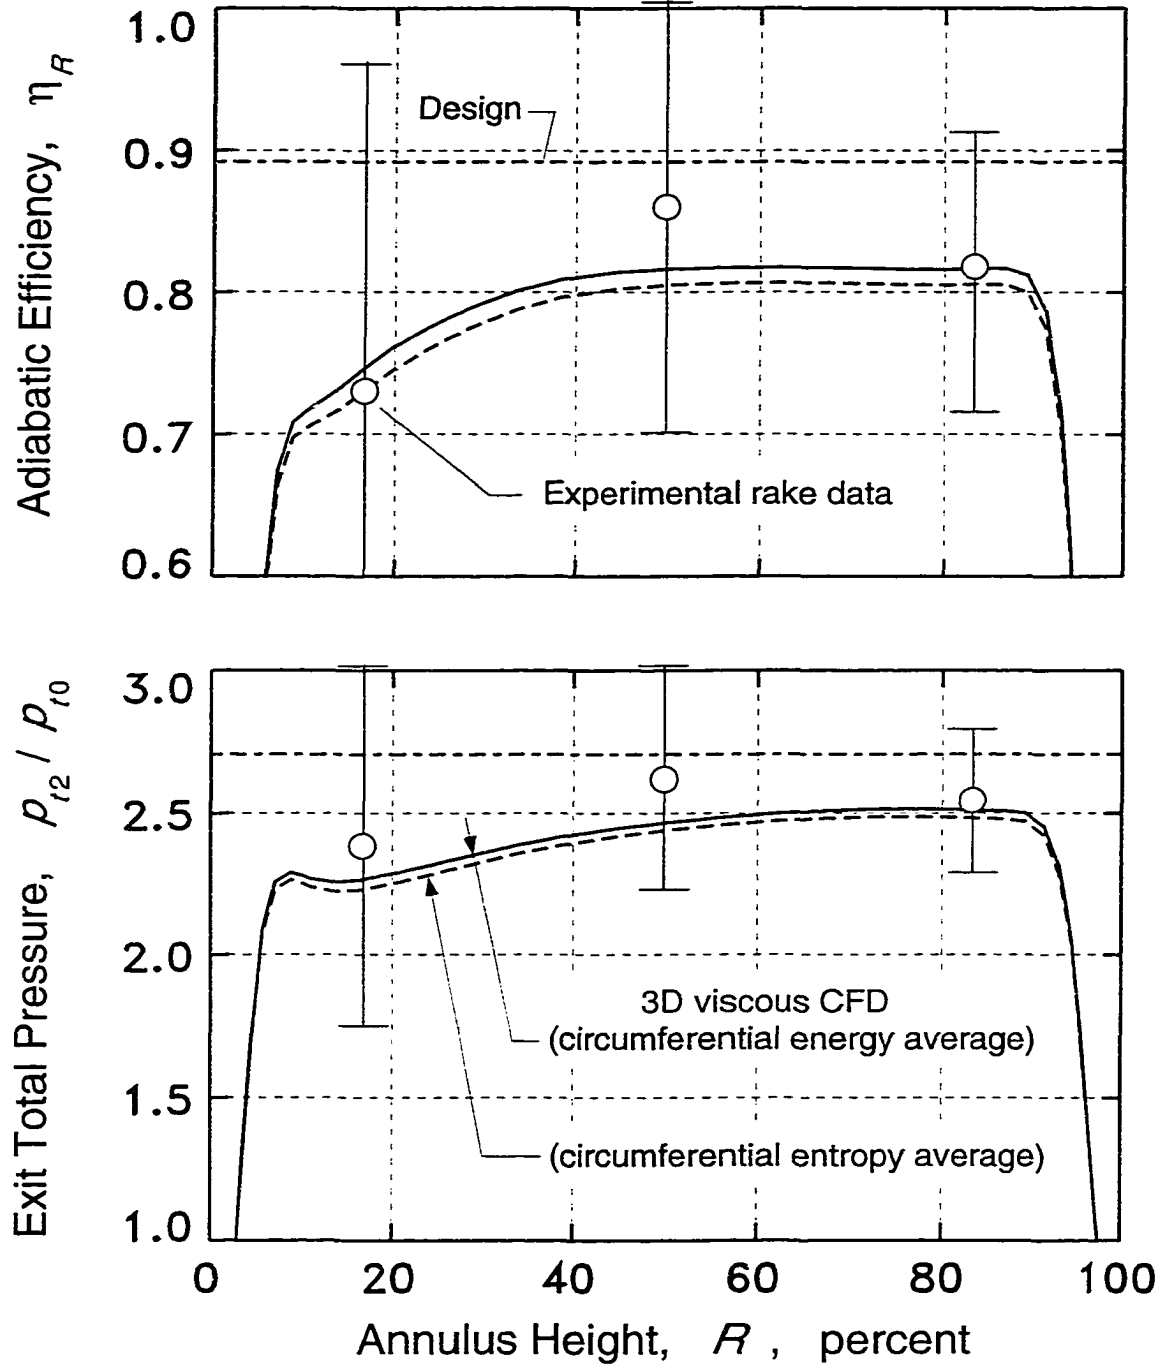 Adiabatic Efficiency, η_R
1.0
0.9
0.8
0.7
0.6
Design
Experimental rake data
Exit Total Pressure, p_t2 / p_t0
3.0
2.5
2.0
1.5
1.0
3D viscous CFD
(circumferential energy average)
(circumferential entropy average)
0 20 40 60 80 100
Annulus Height, R , percent